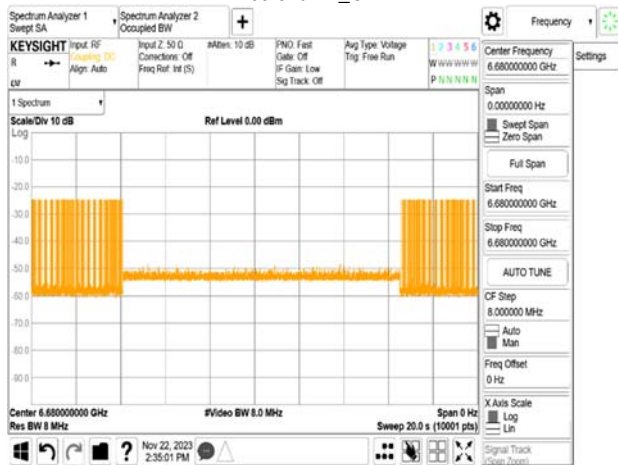 Spectrum Analyzer 1
Swept SA
Spectrum Analyzer 2
Occupied BW
+
Frequency
KEYSIGHT
R
Input: RF
Coupling: DC
Align: Auto
Input Z: 50 Ω
Corrections: Off
Freq Ref: Int (S)
#Atten: 10 dB
PNO: Fast
Gate: Off
IF Gain: Low
Sig Track: Off
Avg Type: Voltage
Trig: Free Run
1 2 3 4 5 6
W W W W W W
P N N N N N
1 Spectrum
Scale/Div 10 dB
Ref Level 0.00 dBm
Log
-10.0
-20.0
-30.0
-40.0
-50.0
-60.0
-70.0
-80.0
-90.0
Center 6.680000000 GHz
#Video BW 8.0 MHz
Span 0 Hz
Res BW 8 MHz
Sweep 20.0 s (10001 pts)
?
Nov 22, 2023
2:35:01 PM
Center Frequency
6.680000000 GHz
Settings
Span
0.00000000 Hz
Swept Span
Zero Span
Full Span
Start Freq
6.680000000 GHz
Stop Freq
6.680000000 GHz
AUTO TUNE
CF Step
8.000000 MHz
Auto
Man
Freq Offset
0 Hz
X Axis Scale
Log
Lin
Signal Track
(Span Zoom)